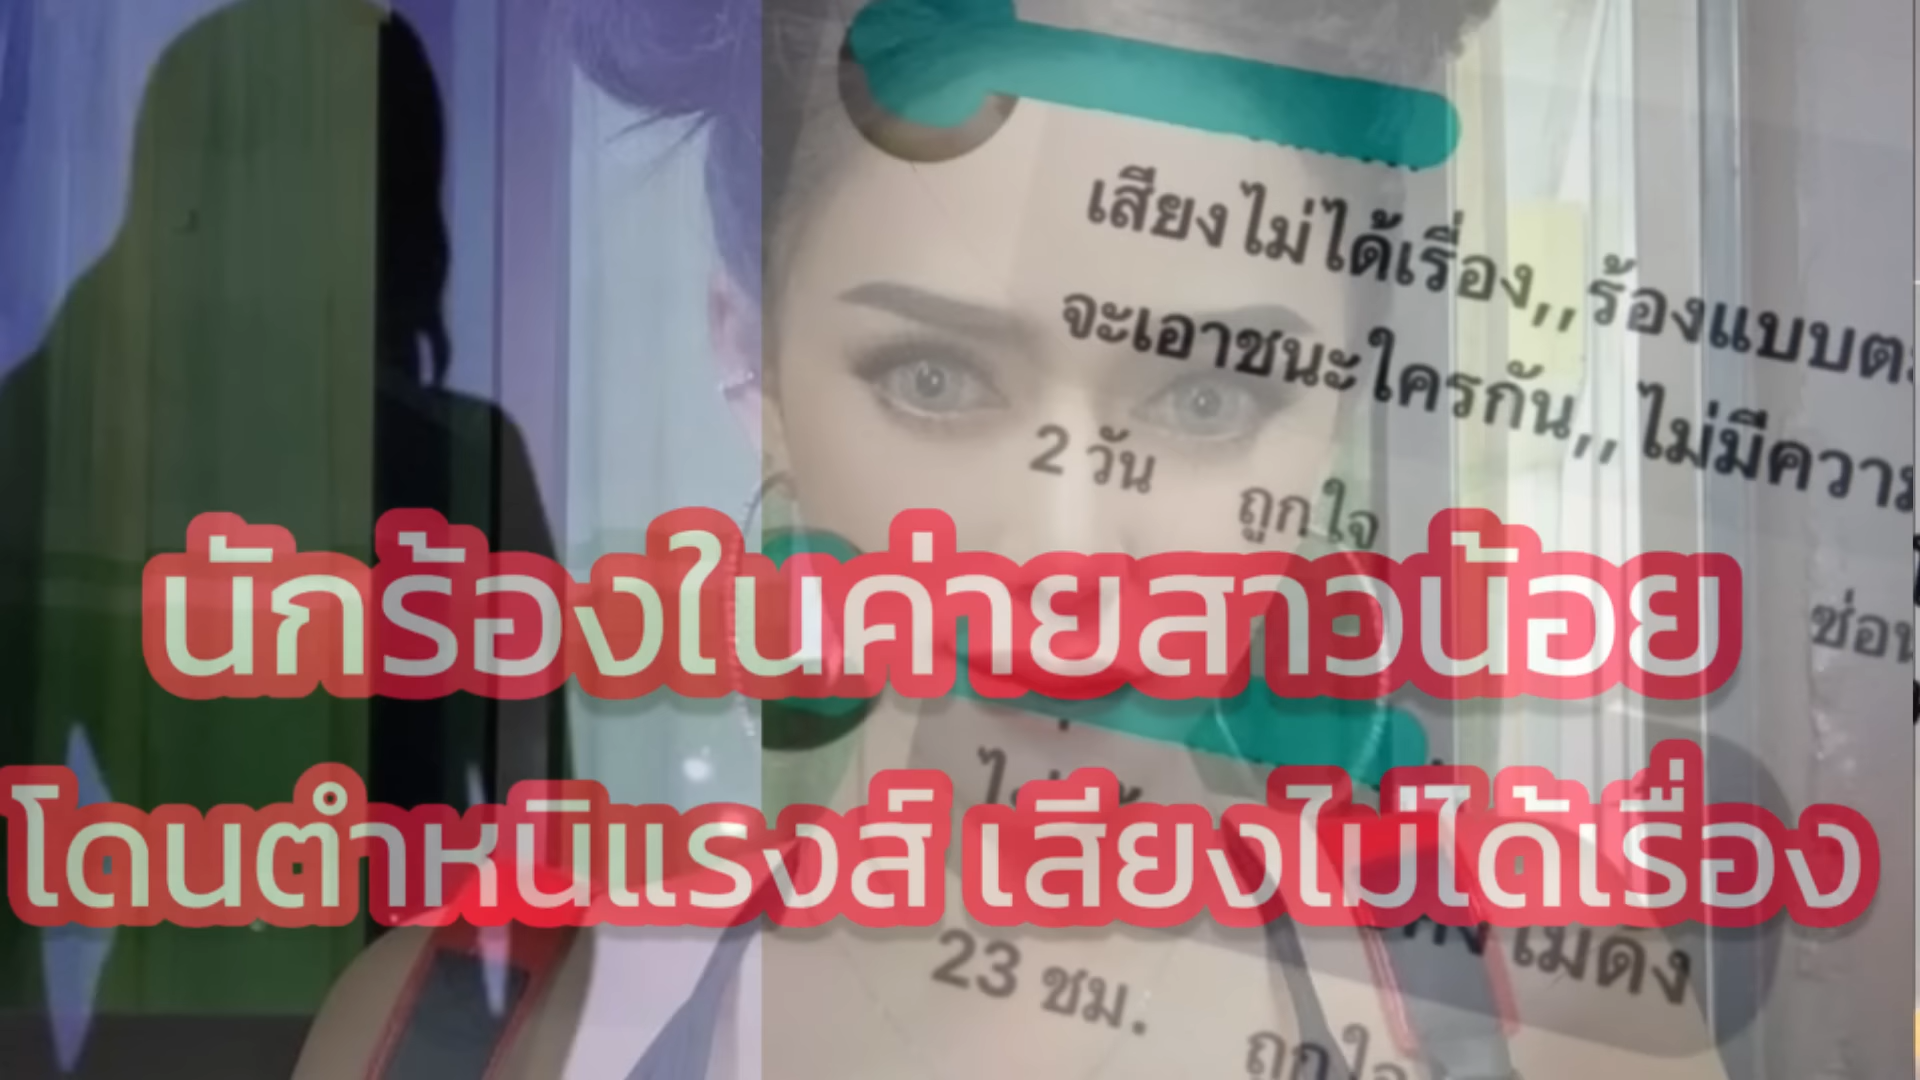 เสียงไม่ได้เรื่อง,,ร้องแบบ
จะเอาชนะใครกัน,,ไม่มี
2 วัน ถูกใจ
นักร้องในค่ายสาวน้อย
โดนตำหนิแรงส์ เสียงไม่ได้เรื่อง
23 ชม. ถูกใจ